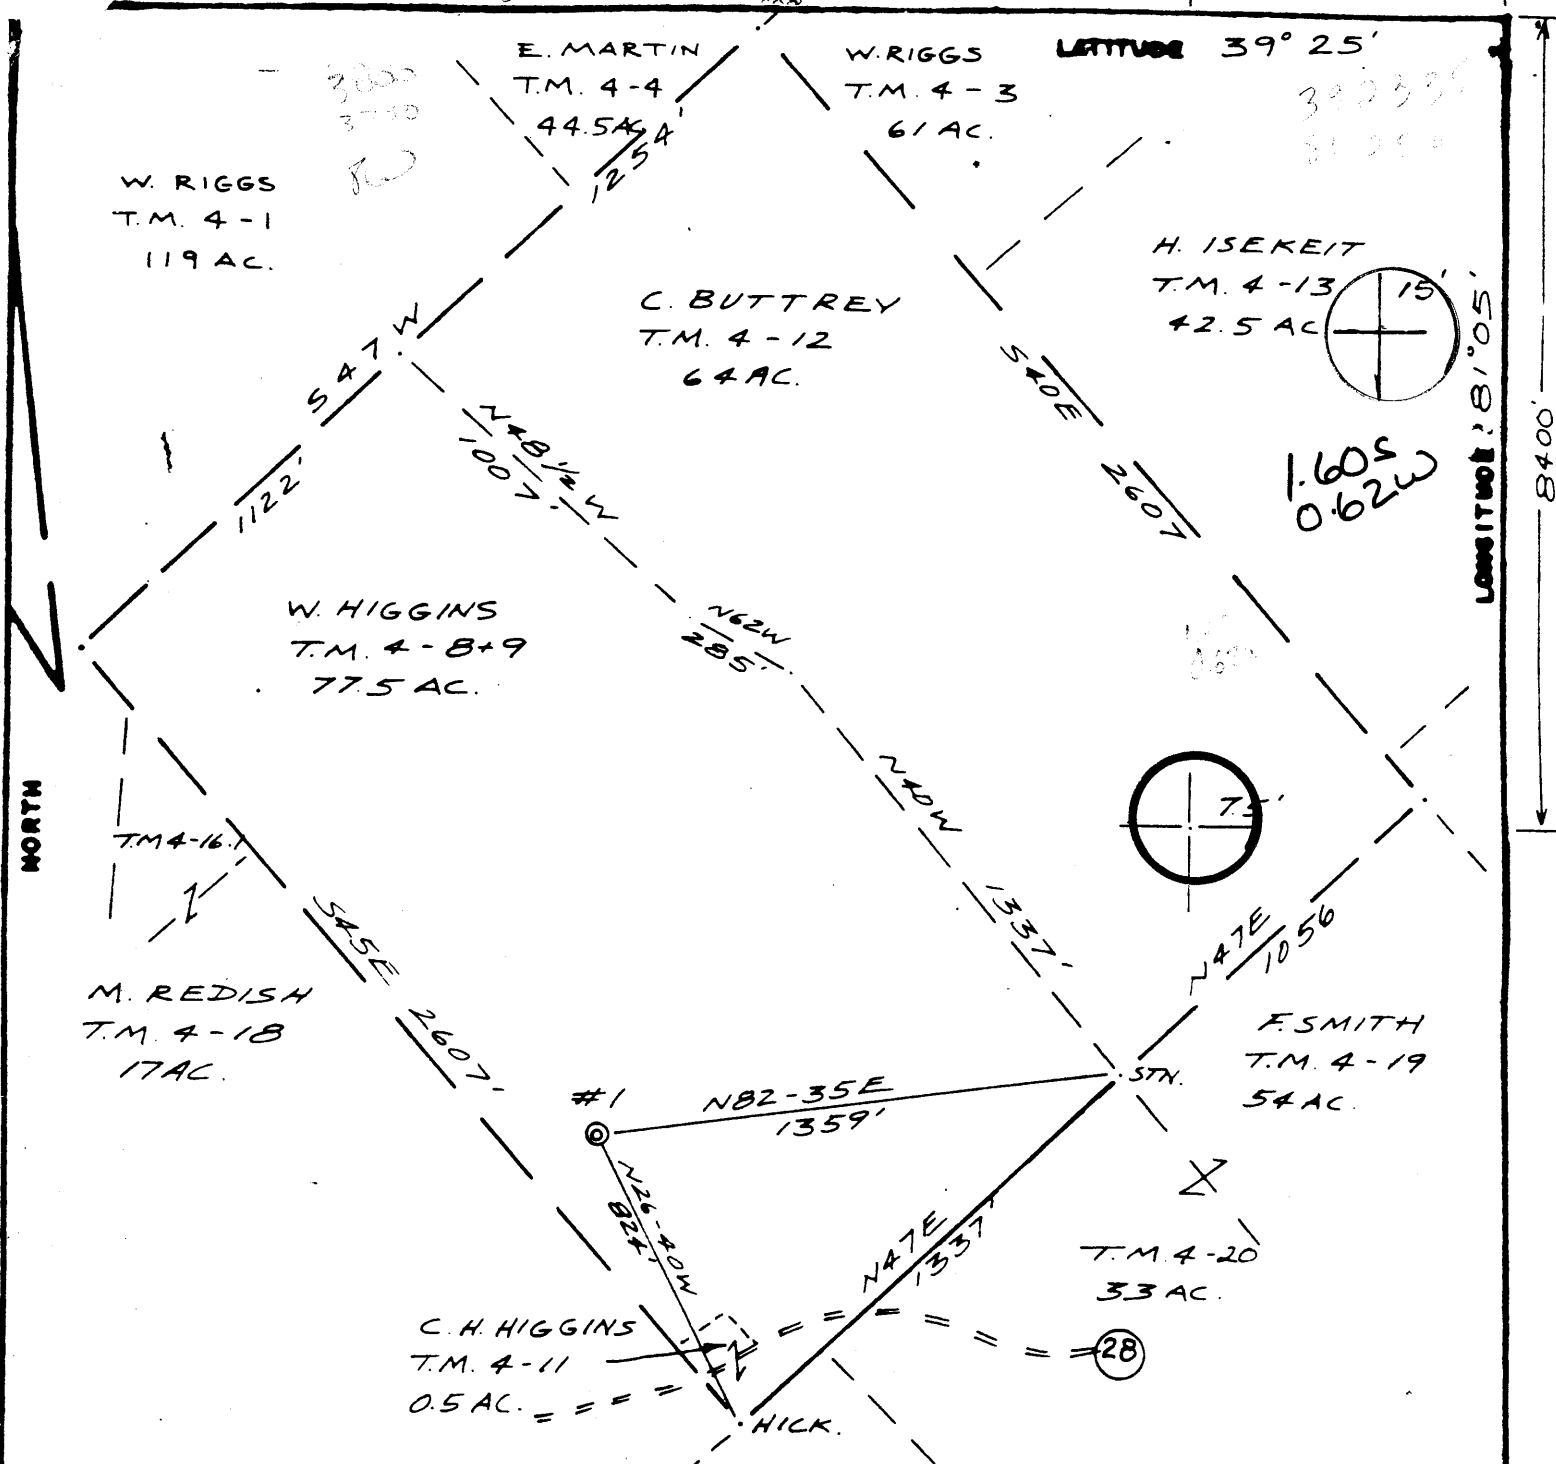 LATITUDE 39° 25'
E. MARTIN
T.M. 4-4
44.5 AC.
1254'
W. RIGGS
T.M. 4-3
61 AC.
W. RIGGS
T.M. 4-1
119 AC.
H. ISEKEIT
T.M. 4-13
42.5 AC
15'
LONGITUDE 81°05'
8400'
C. BUTTREY
T.M. 4-12
64 AC.
S47W
1122'
N48½W
1007'
S40E
2607
1.60S
0.62W
W. HIGGINS
T.M. 4-8+9
77.5 AC.
N62W
285'
N40W
1337'
7.5'
NORTH
T.M 4-16.1
S45E
2607'
N47E
1056
M. REDISH
T.M. 4-18
17 AC.
F. SMITH
T.M. 4-19
54 AC.
#1
N82-35E
1359'
STN.
N26-40W
824'
N47E
1337'
T.M. 4-20
33 AC.
C. H. HIGGINS
T.M. 4-11
0.5 AC.
28
HICK.